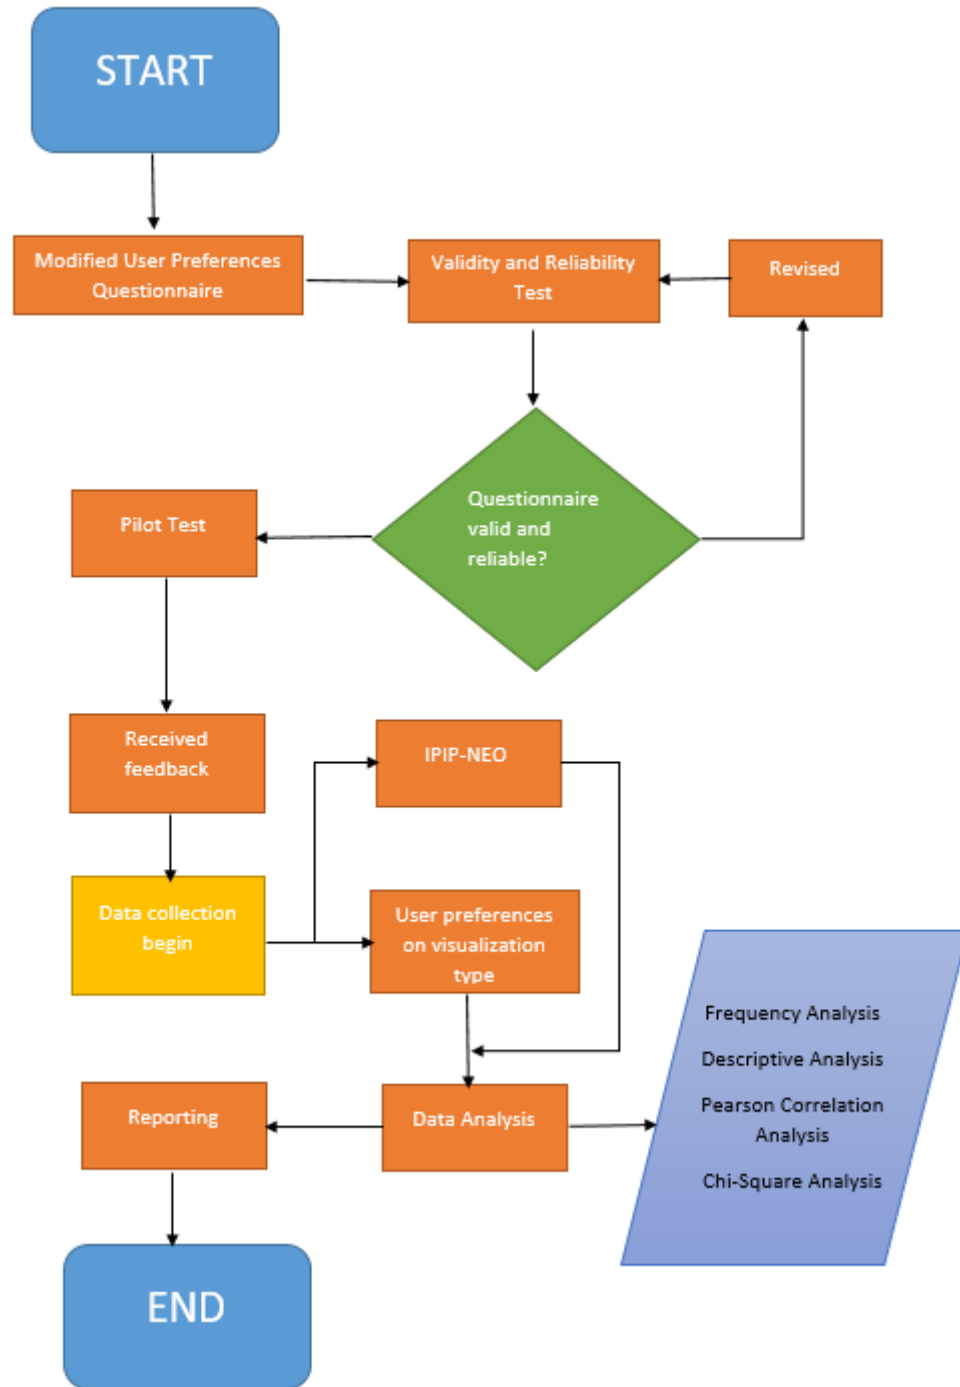 START
Modified User Preferences
Questionnaire
Validity and Reliability
Test
Revised
Questionnaire
valid and
reliable?
Pilot Test
Received
feedback
IPIP-NEO
Data collection
begin
User preferences
on visualization
type
Frequency Analysis
Descriptive Analysis
Pearson Correlation
Analysis
Chi-Square Analysis
Data Analysis
Reporting
END